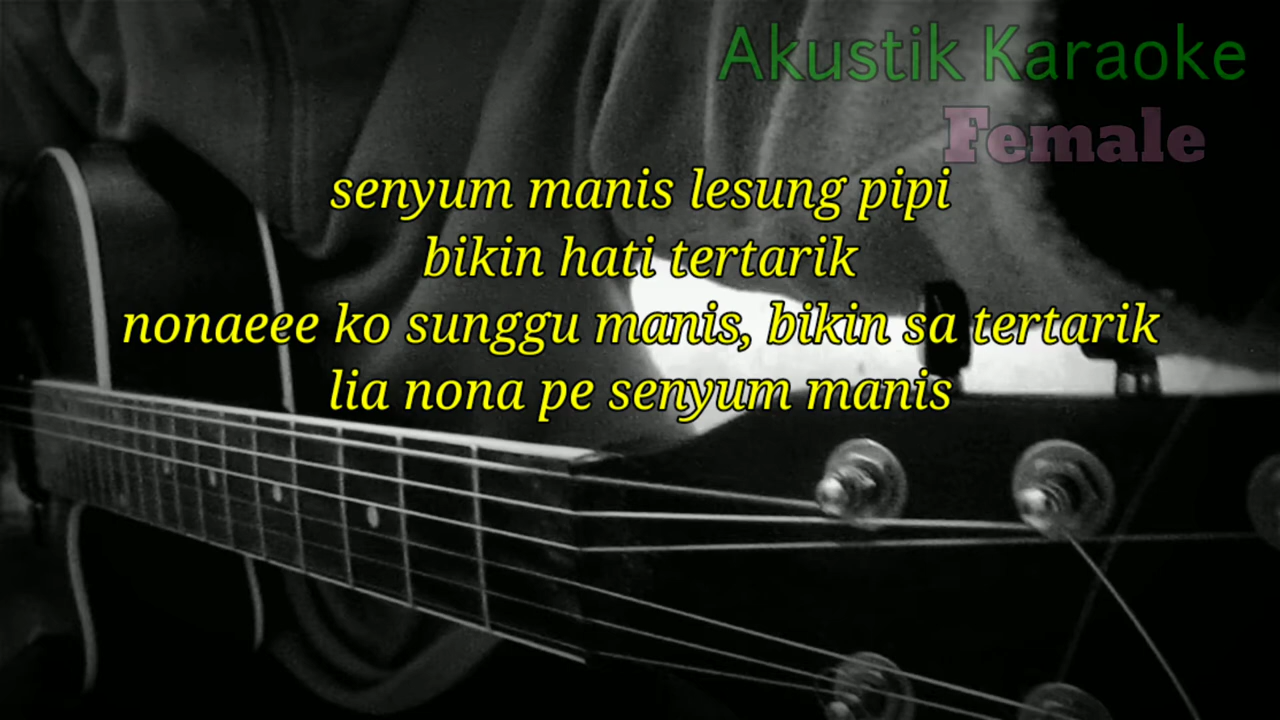 Akustik Karaoke
Female
senyum manis lesung pipi
bikin hati tertarik
nonaeee ko sunggu manis, bikin sa tertarik
lia nona pe senyum manis